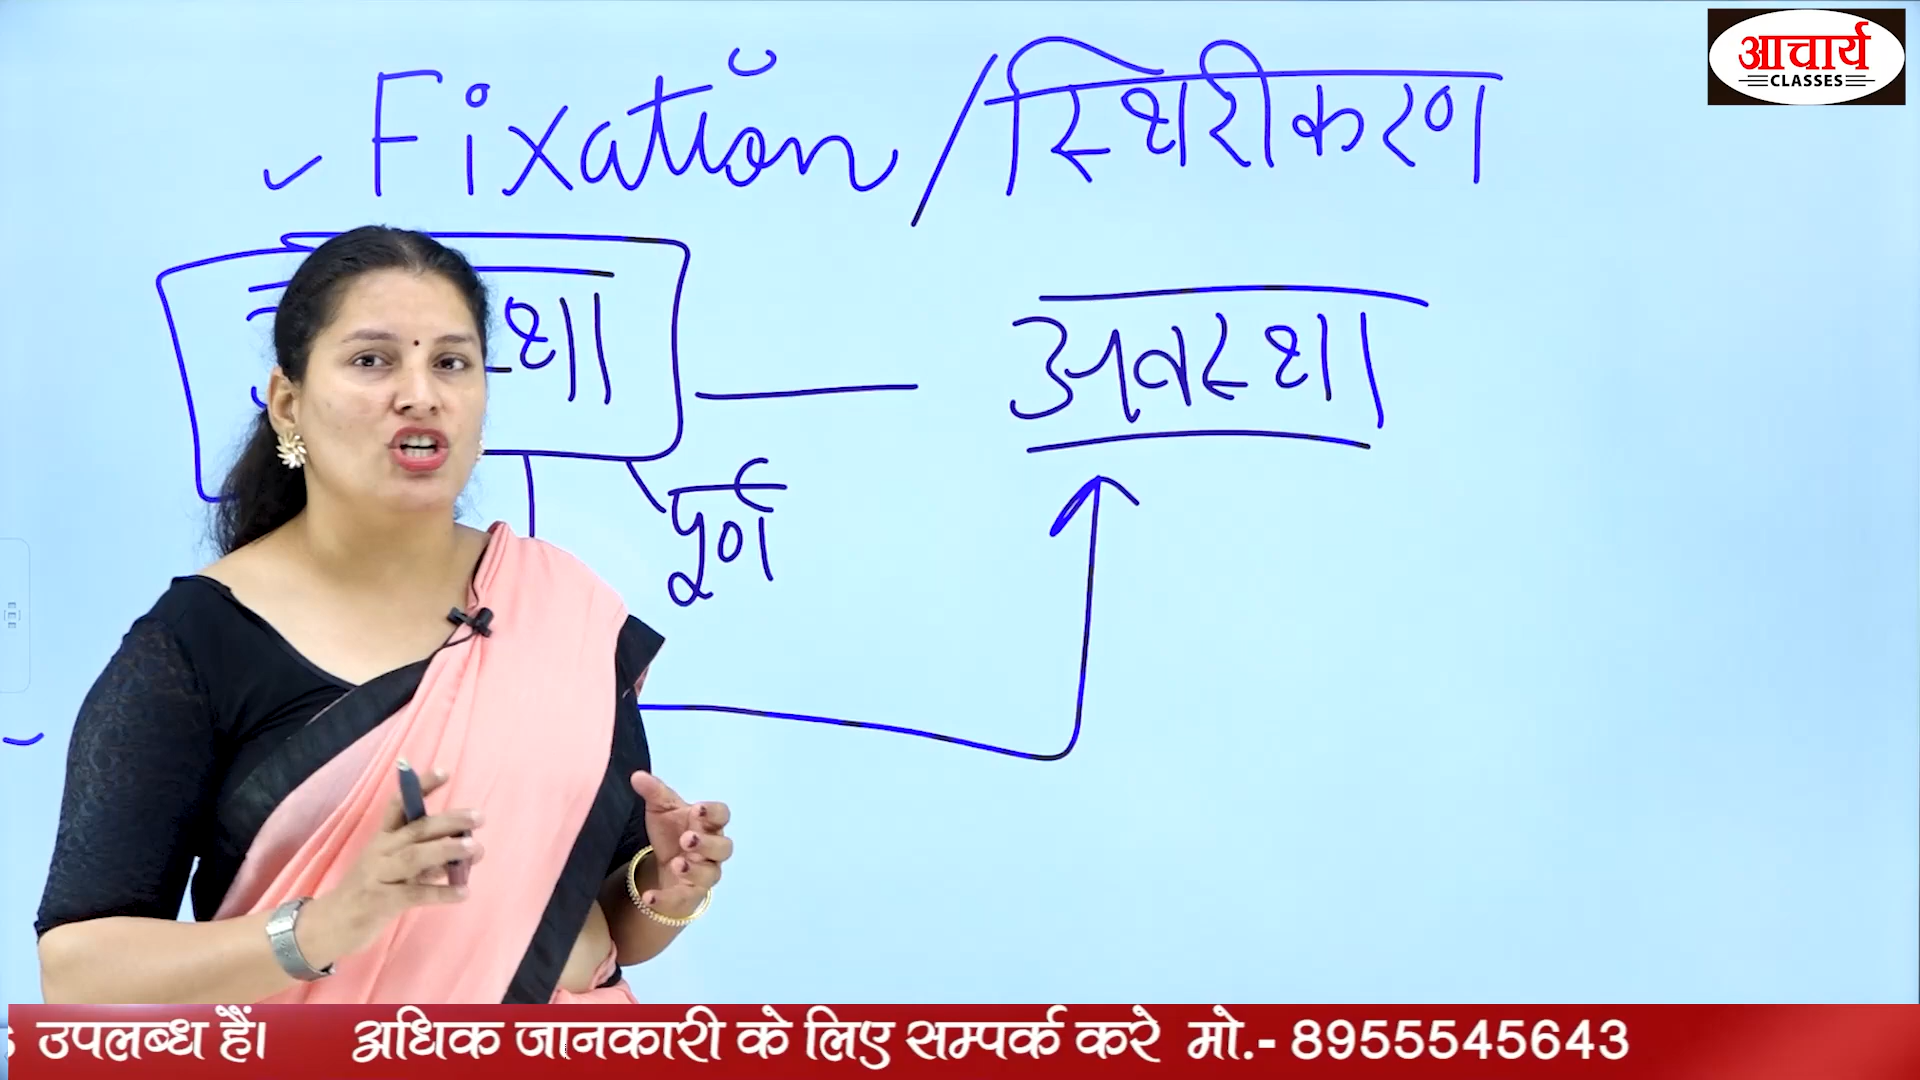 आचार्य
CLASSES
Fixation / स्थिरीकरण
अवस्था
पूर्ण
उपलब्ध हैं। अधिक जानकारी के लिए सम्पर्क करे मो.- 8955545643